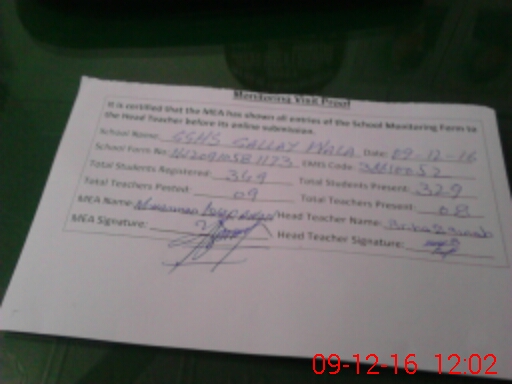 Monitoring Visit Proof
It is certified that the MEA has shown all entries of the School Monitoring Form to
the Head Teacher before its online submission.
School Name: GGHS GALLAY WALA Date: 09-12-16
School Form No: EMIS Code:
Total Students Registered: 369 Total Students Present: 329
Total Teachers Posted: 09 Total Teachers Present: 08
MEA Name: Head Teacher Name:
MEA Signature: Head Teacher Signature:
09-12-16 12:02